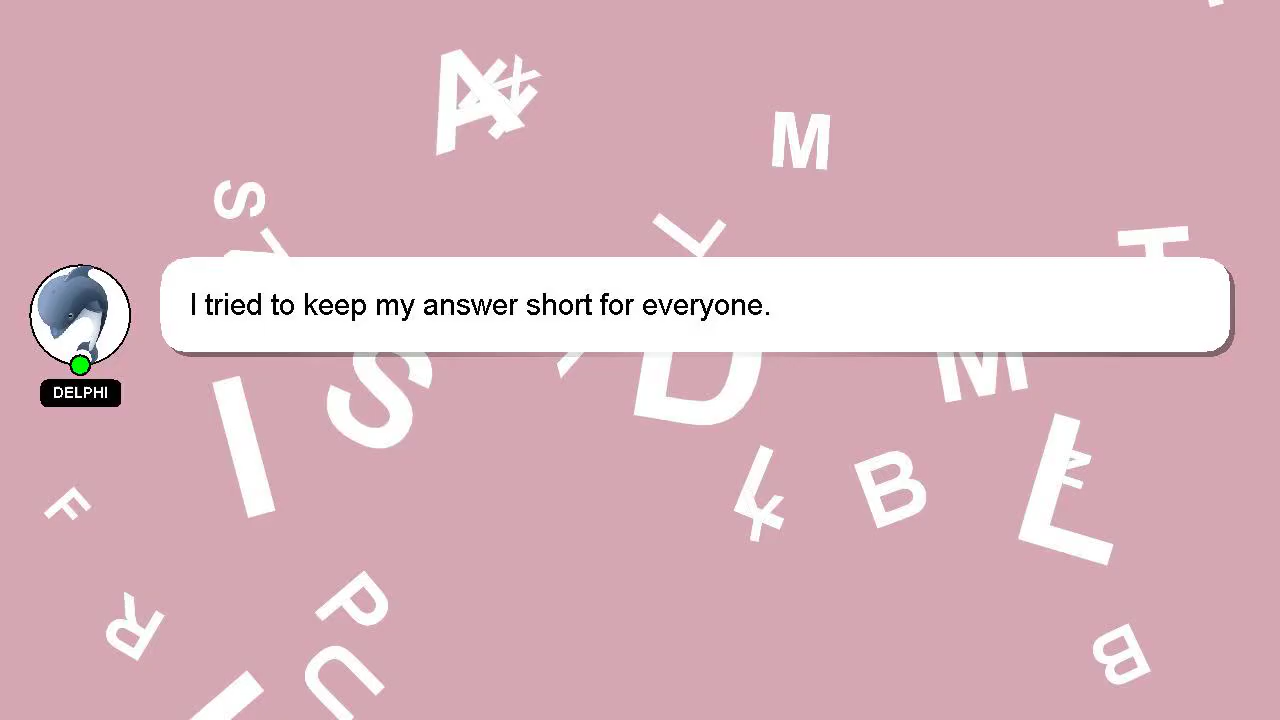 I tried to keep my answer short for everyone.
DELPHI
A
M
S
L
I
S
D
M
L
B
L
F
R
P
U
B